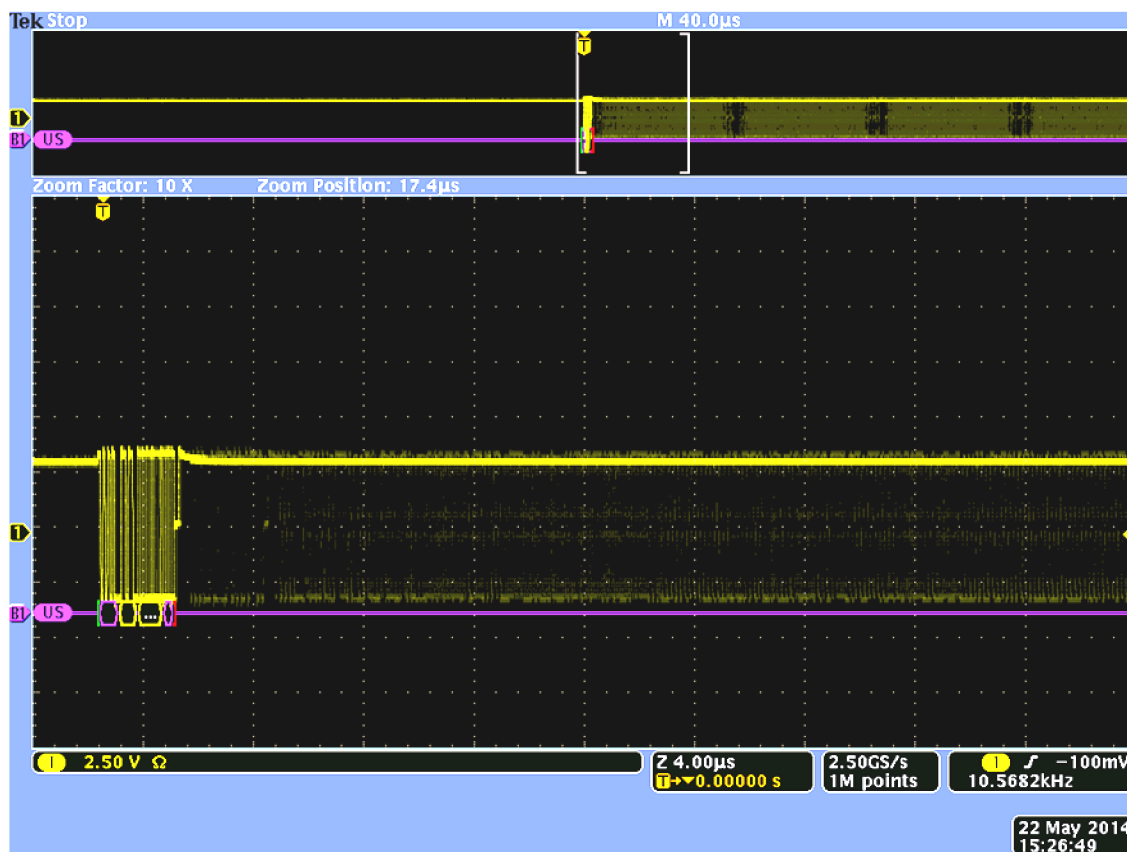 Tek Stop M 40.0µs
T
1
B1 US
Zoom Factor: 10 X Zoom Position: 17.4µs
T
1
B1 US
...
1 2.50 V Ω
Z 4.00µs
T→▼0.00000 s
2.50GS/s
1M points
1 ∫ −100mV
10.5682kHz
22 May 2014
15:26:49